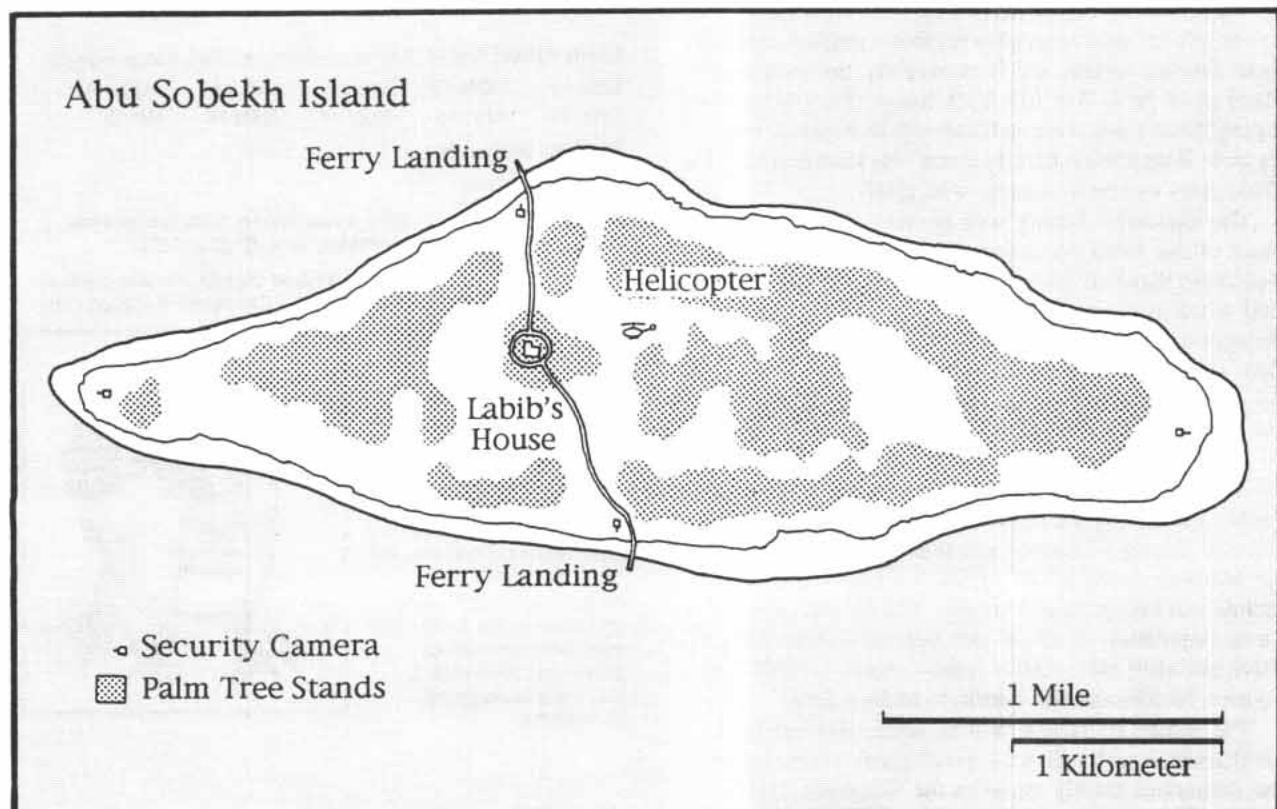 Abu Sobekh Island
Ferry Landing
Helicopter
Labib's
House
Ferry Landing
Security Camera
Palm Tree Stands
1 Mile
1 Kilometer